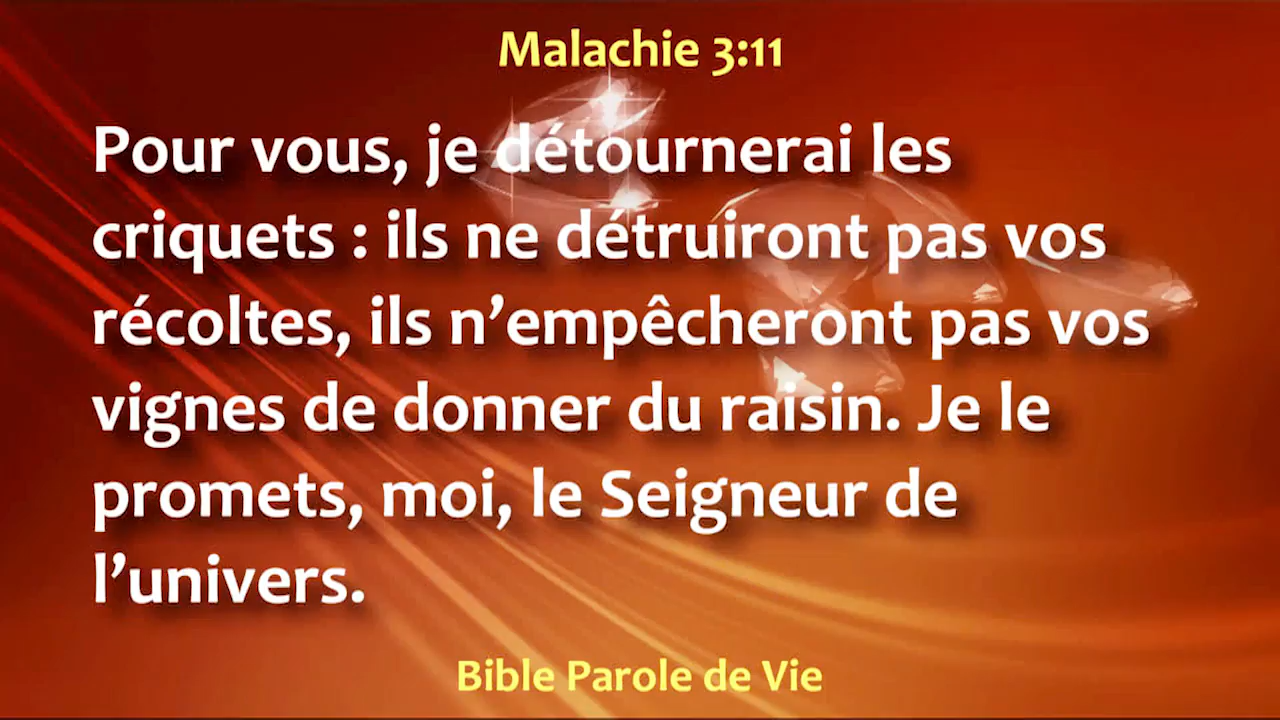 Malachie 3:11
Pour vous, je détournerai les
criquets : ils ne détruiront pas vos
récoltes, ils n’empêcheront pas vos
vignes de donner du raisin. Je le
promets, moi, le Seigneur de
l’univers.
Bible Parole de Vie